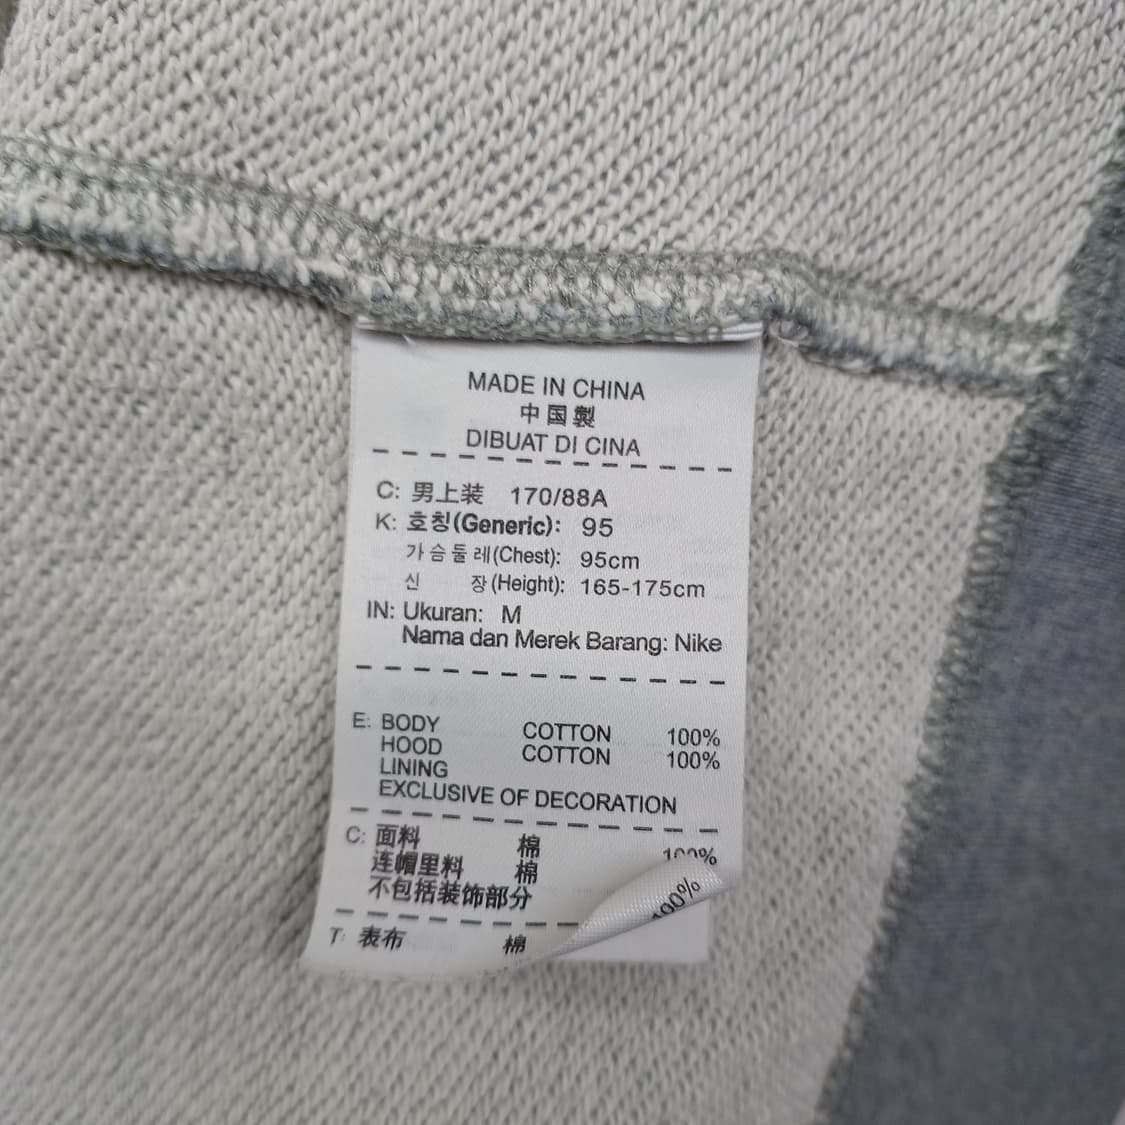 MADE IN CHINA
中国製
DIBUAT DI CINA
C: 男上装 170/88A
K: 호칭(Generic): 95
가슴둘레(Chest): 95cm
신 장(Height): 165-175cm
IN: Ukuran: M
Nama dan Merek Barang: Nike
E: BODY COTTON 100%
HOOD COTTON 100%
LINING
EXCLUSIVE OF DECORATION
C: 面料 棉 100%
连帽里料 棉 100%
不包括装饰部分
T: 表布 棉